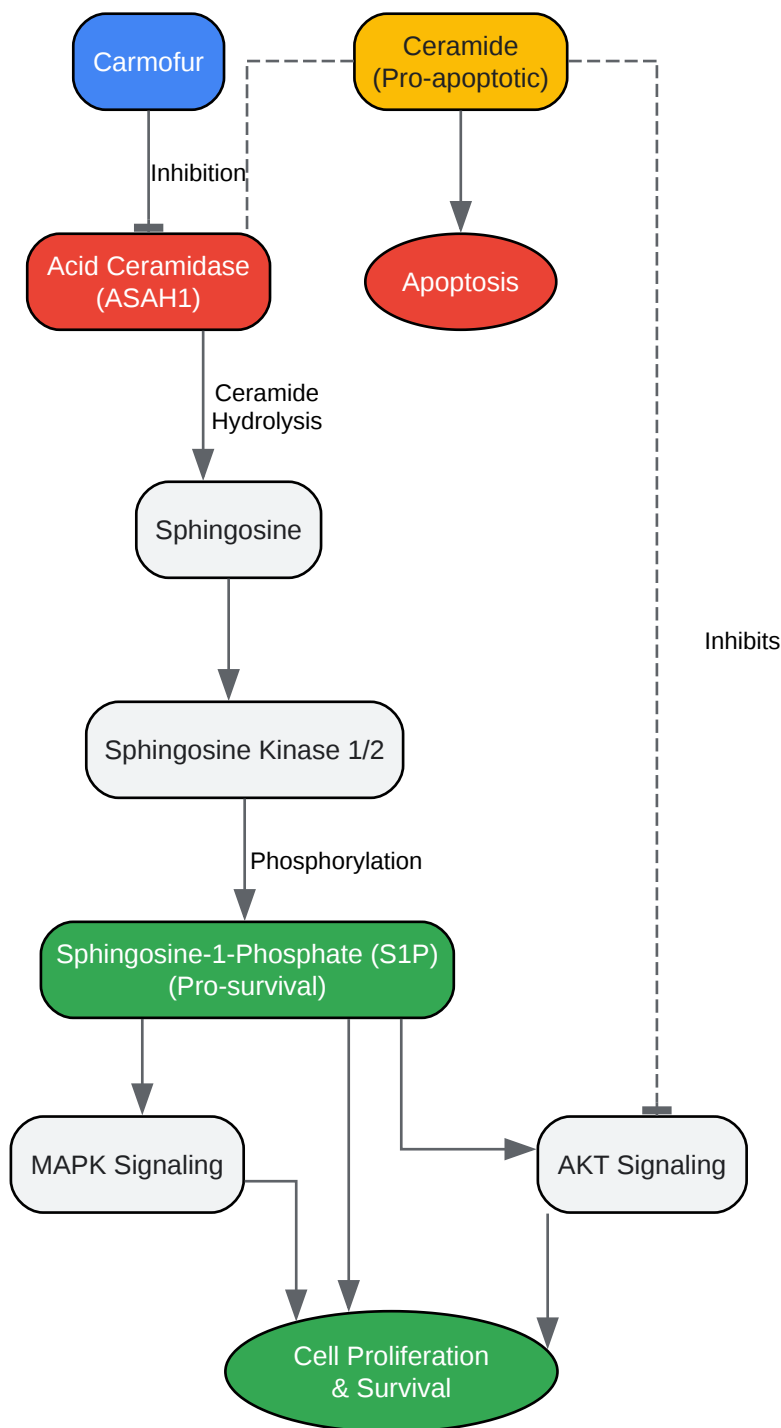 Carmofur
Ceramide
(Pro-apoptotic)
Inhibition
Acid Ceramidase
(ASAH1)
Apoptosis
Ceramide
Hydrolysis
Sphingosine
Inhibits
Sphingosine Kinase 1/2
Phosphorylation
Sphingosine-1-Phosphate (S1P)
(Pro-survival)
MAPK Signaling
AKT Signaling
Cell Proliferation
& Survival